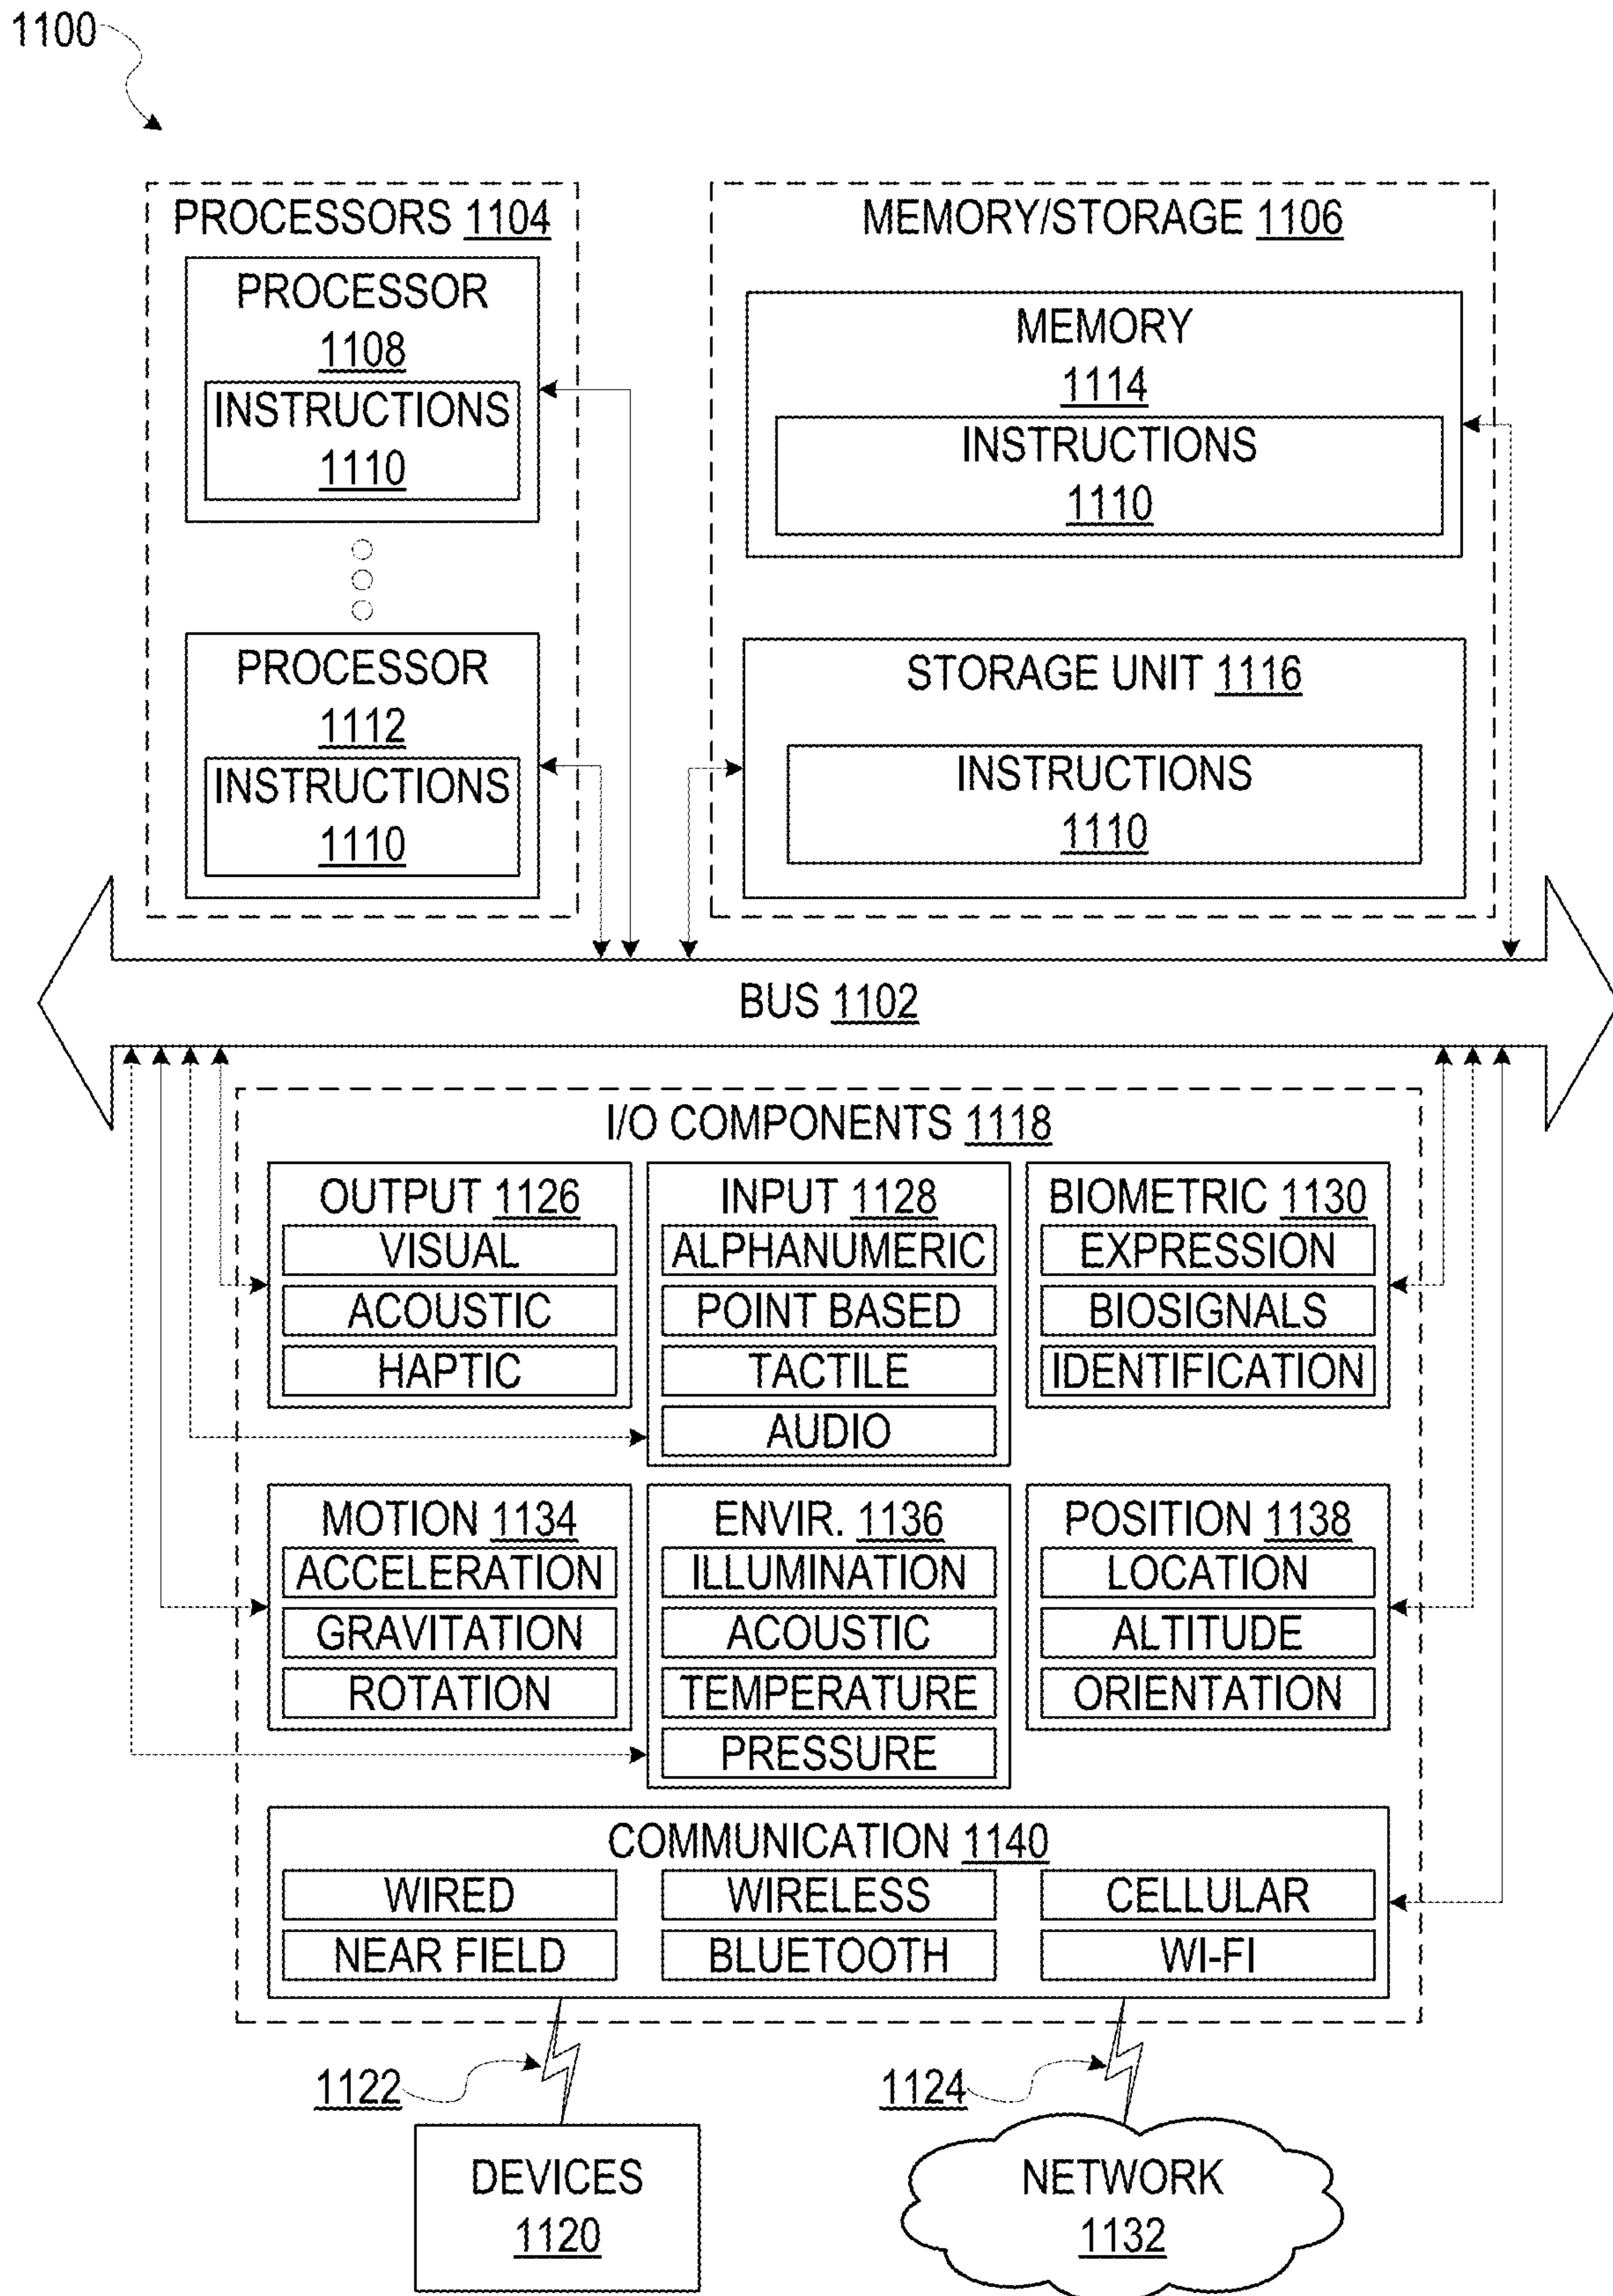 1100
PROCESSORS 1104
PROCESSOR
1108
INSTRUCTIONS
1110
PROCESSOR
1112
INSTRUCTIONS
1110
MEMORY/STORAGE 1106
MEMORY
1114
INSTRUCTIONS
1110
STORAGE UNIT 1116
INSTRUCTIONS
1110
BUS 1102
I/O COMPONENTS 1118
OUTPUT 1126
VISUAL
ACOUSTIC
HAPTIC
INPUT 1128
ALPHANUMERIC
POINT BASED
TACTILE
AUDIO
BIOMETRIC 1130
EXPRESSION
BIOSIGNALS
IDENTIFICATION
MOTION 1134
ACCELERATION
GRAVITATION
ROTATION
ENVIR. 1136
ILLUMINATION
ACOUSTIC
TEMPERATURE
PRESSURE
POSITION 1138
LOCATION
ALTITUDE
ORIENTATION
COMMUNICATION 1140
WIRED
WIRELESS
CELLULAR
NEAR FIELD
BLUETOOTH
WI-FI
1122
1124
DEVICES
1120
NETWORK
1132